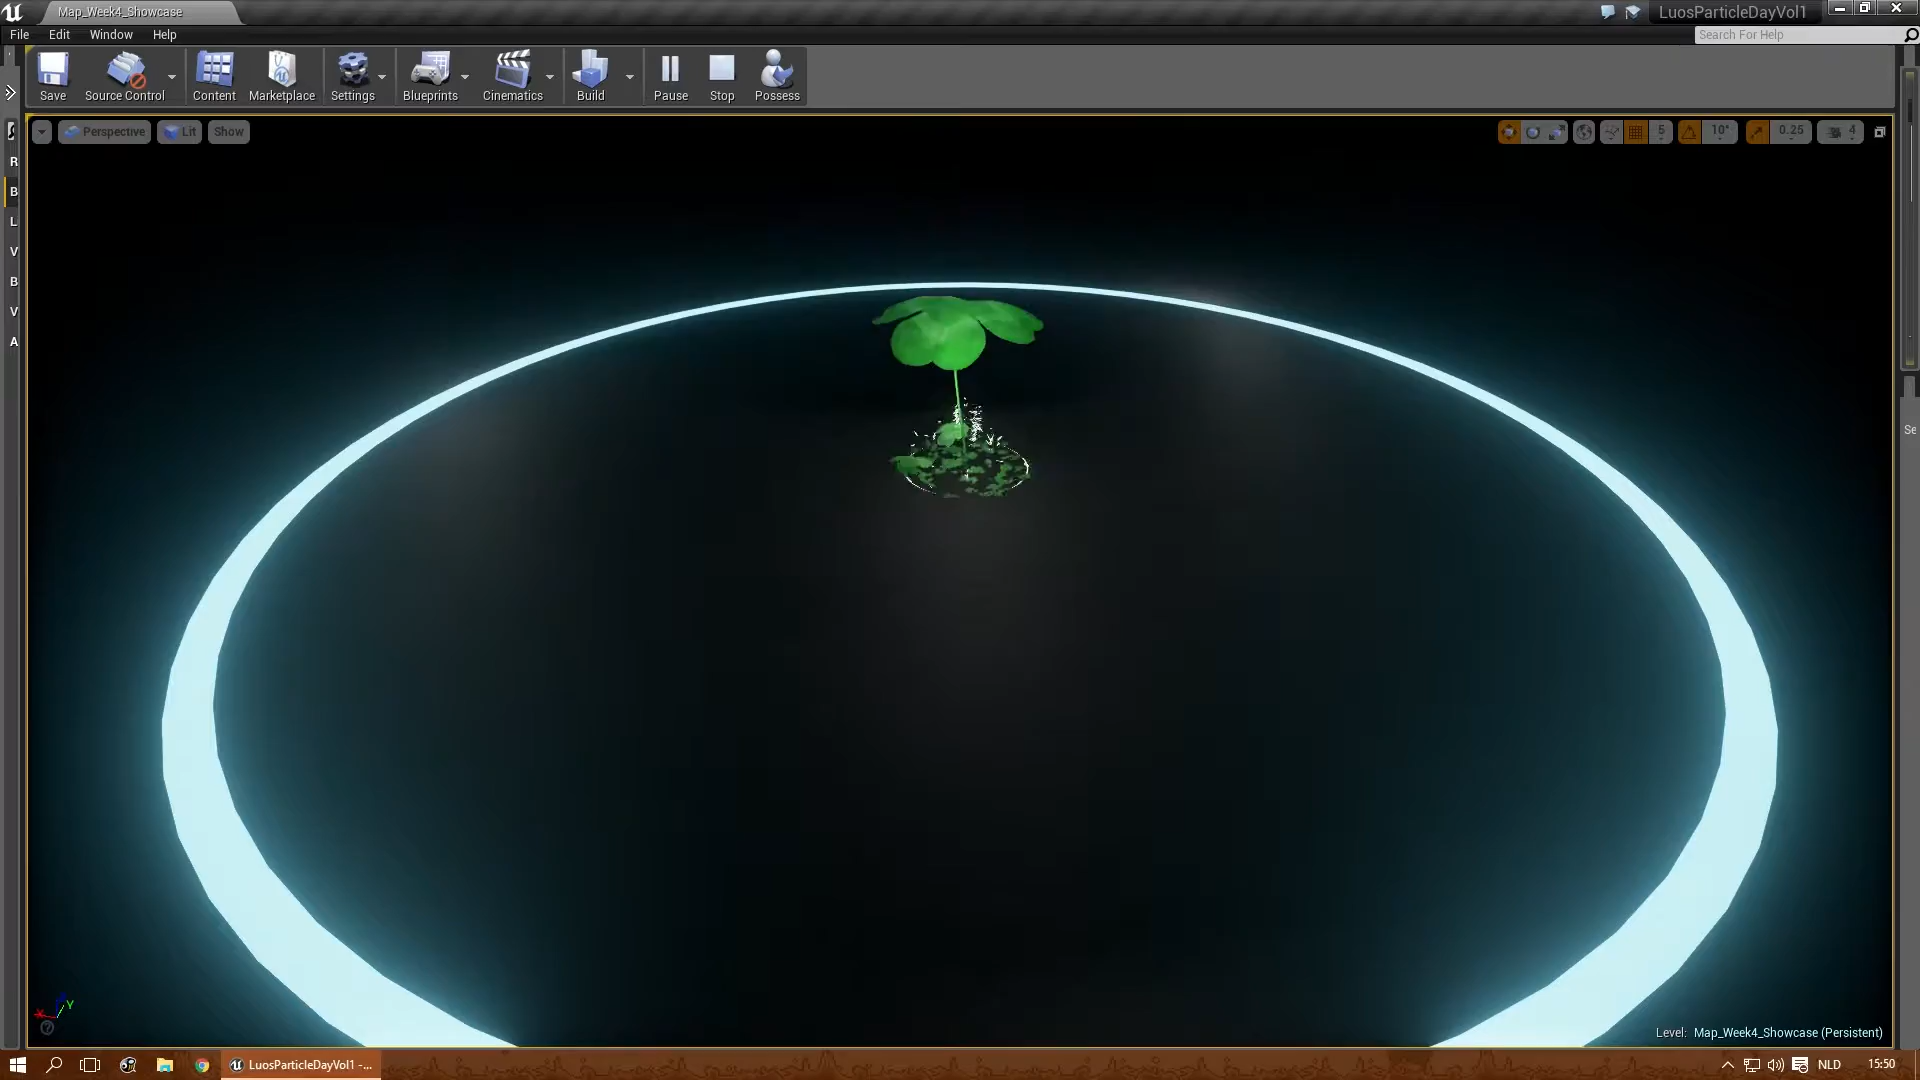 Map_Week4_Showcase
LuosParticleDayVol1
File Edit Window Help
Search For Help
Save Source Control Content Marketplace Settings Blueprints Cinematics Build Pause Stop Possess
Perspective Lit Show
5 10° 0.25 4
R
B
L
V
B
V
A
Se
X Y
Level: Map_Week4_Showcase (Persistent)
LuosParticleDayVol1 -...
NLD 15:50